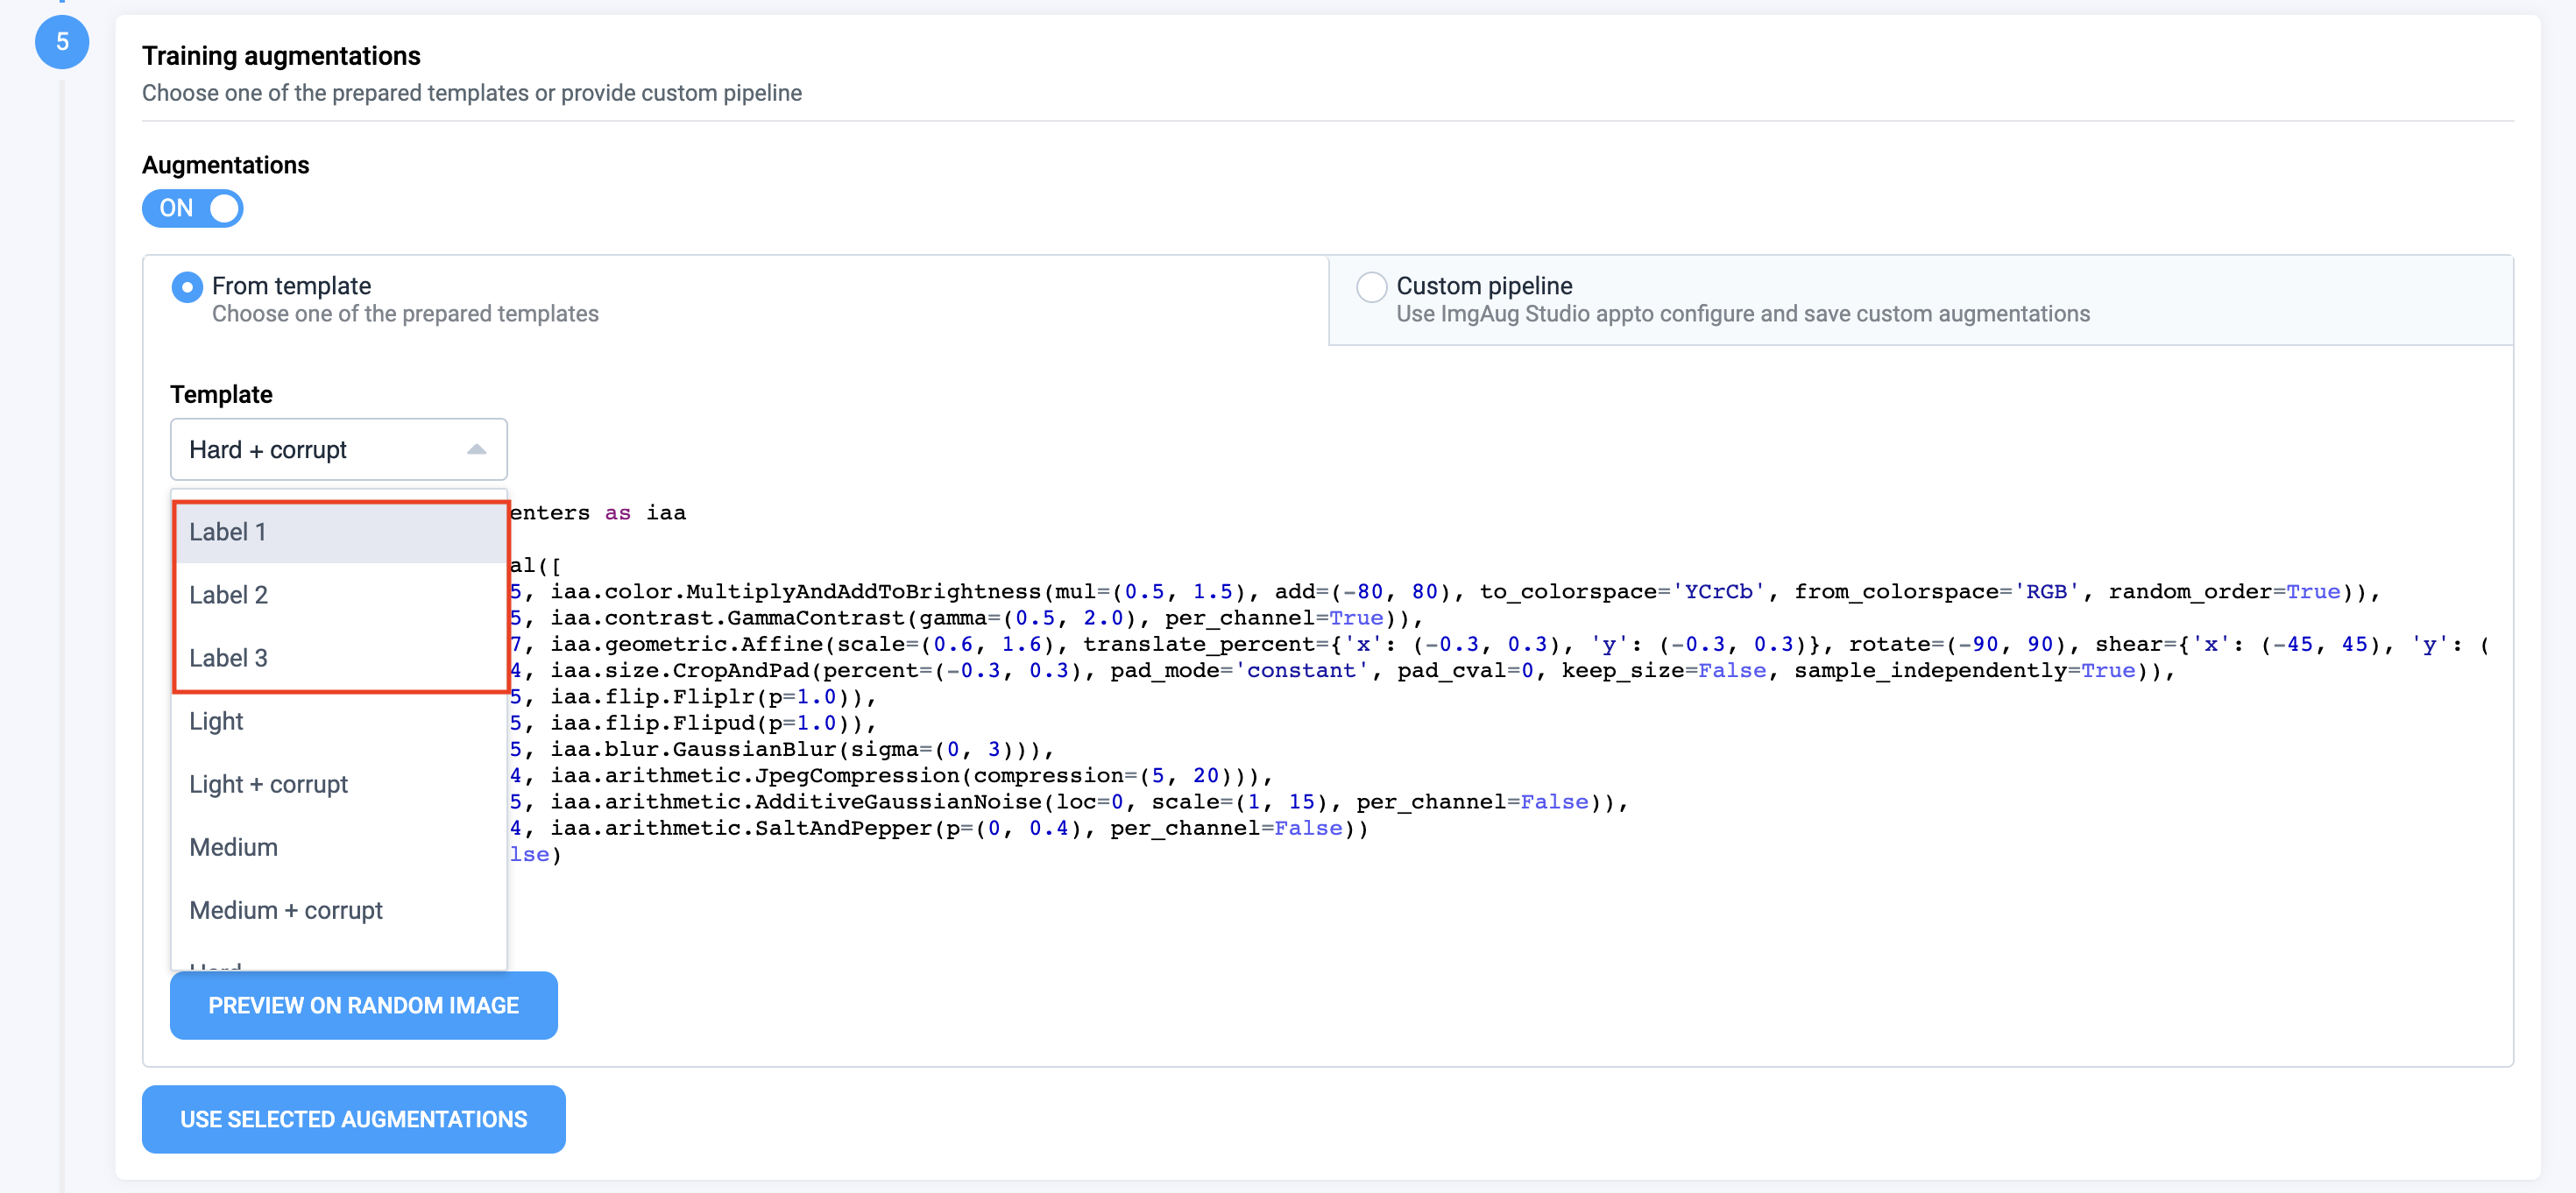 5
Training augmentations
Choose one of the prepared templates or provide custom pipeline
Augmentations
ON
From template
Choose one of the prepared templates
Custom pipeline
Use ImgAug Studio appto configure and save custom augmentations
Template
Hard + corrupt
Label 1
Label 2
Label 3
Light
Light + corrupt
Medium
Medium + corrupt
Hard
enters as iaa
al([
5, iaa.color.MultiplyAndAddToBrightness(mul=(0.5, 1.5), add=(-80, 80), to_colorspace='YCrCb', from_colorspace='RGB', random_order=True)),
5, iaa.contrast.GammaContrast(gamma=(0.5, 2.0), per_channel=True)),
7, iaa.geometric.Affine(scale=(0.6, 1.6), translate_percent={'x': (-0.3, 0.3), 'y': (-0.3, 0.3)}, rotate=(-90, 90), shear={'x': (-45, 45), 'y': (
4, iaa.size.CropAndPad(percent=(-0.3, 0.3), pad_mode='constant', pad_cval=0, keep_size=False, sample_independently=True)),
5, iaa.flip.Fliplr(p=1.0)),
5, iaa.flip.Flipud(p=1.0)),
5, iaa.blur.GaussianBlur(sigma=(0, 3))),
4, iaa.arithmetic.JpegCompression(compression=(5, 20))),
5, iaa.arithmetic.AdditiveGaussianNoise(loc=0, scale=(1, 15), per_channel=False)),
4, iaa.arithmetic.SaltAndPepper(p=(0, 0.4), per_channel=False))
lse)
PREVIEW ON RANDOM IMAGE
USE SELECTED AUGMENTATIONS